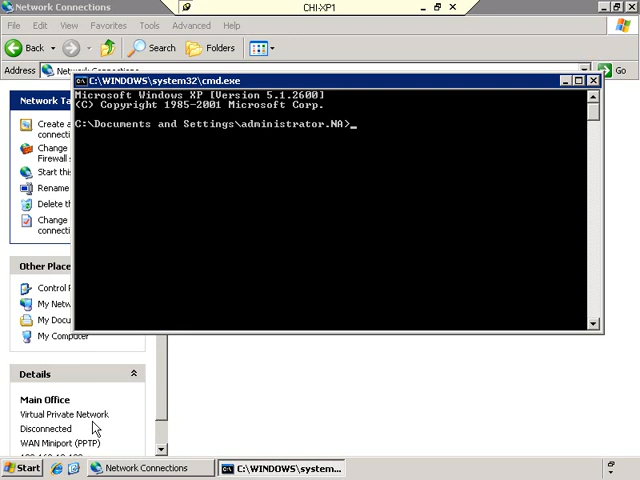 Network Connections
CHI-XP1
File Edit View Favorites Tools Advanced Help
Back Search Folders
Address Network Connections Go
Network Ta
Create a
connecti
Change
Firewall s
Start this
Rename
Delete th
Change
connecti
Other Place
Control P
My Netw
My Docu
My Computer
Details
Main Office
Virtual Private Network
Disconnected
WAN Miniport (PPTP)
C:\WINDOWS\system32\cmd.exe
Microsoft Windows XP [Version 5.1.2600]
(C) Copyright 1985-2001 Microsoft Corp.
C:\Documents and Settings\administrator.NA>_
Start Network Connections C:\WINDOWS\system...